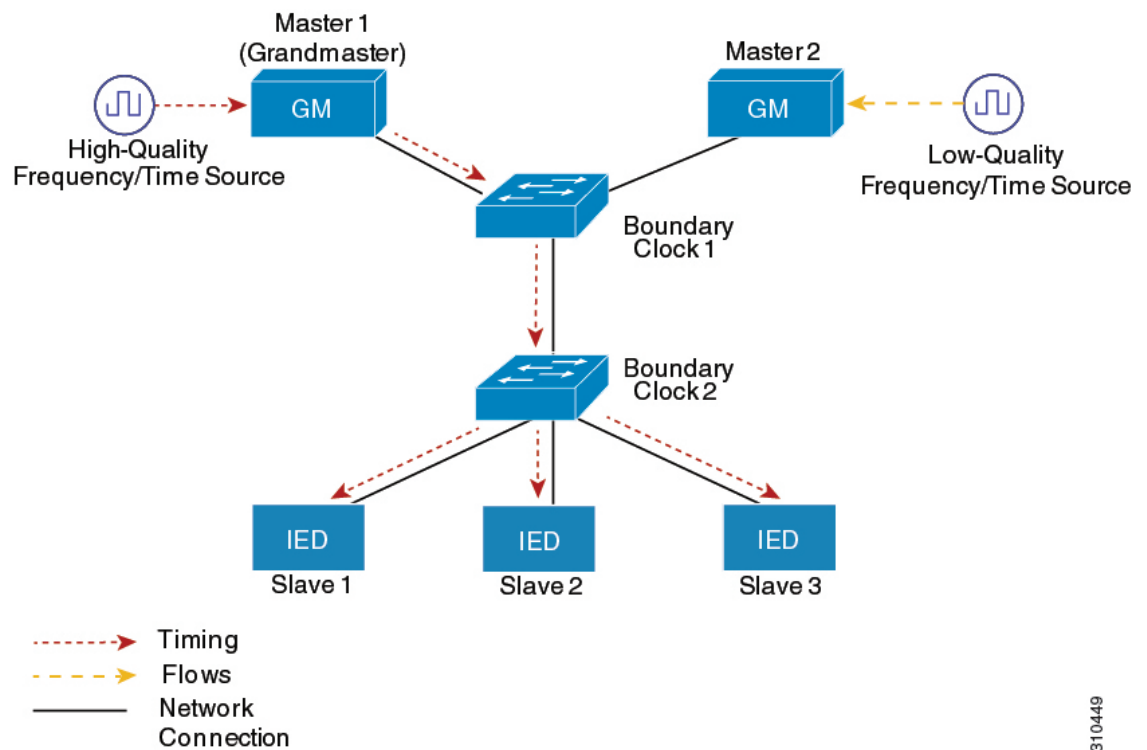 Master 1
(Grandmaster)
Master 2
GM
GM
High-Quality
Frequency/Time Source
Low-Quality
Frequency/Time Source
Boundary
Clock 1
Boundary
Clock 2
IED
IED
IED
Slave 1
Slave 2
Slave 3
Timing
Flows
Network
Connection
310449